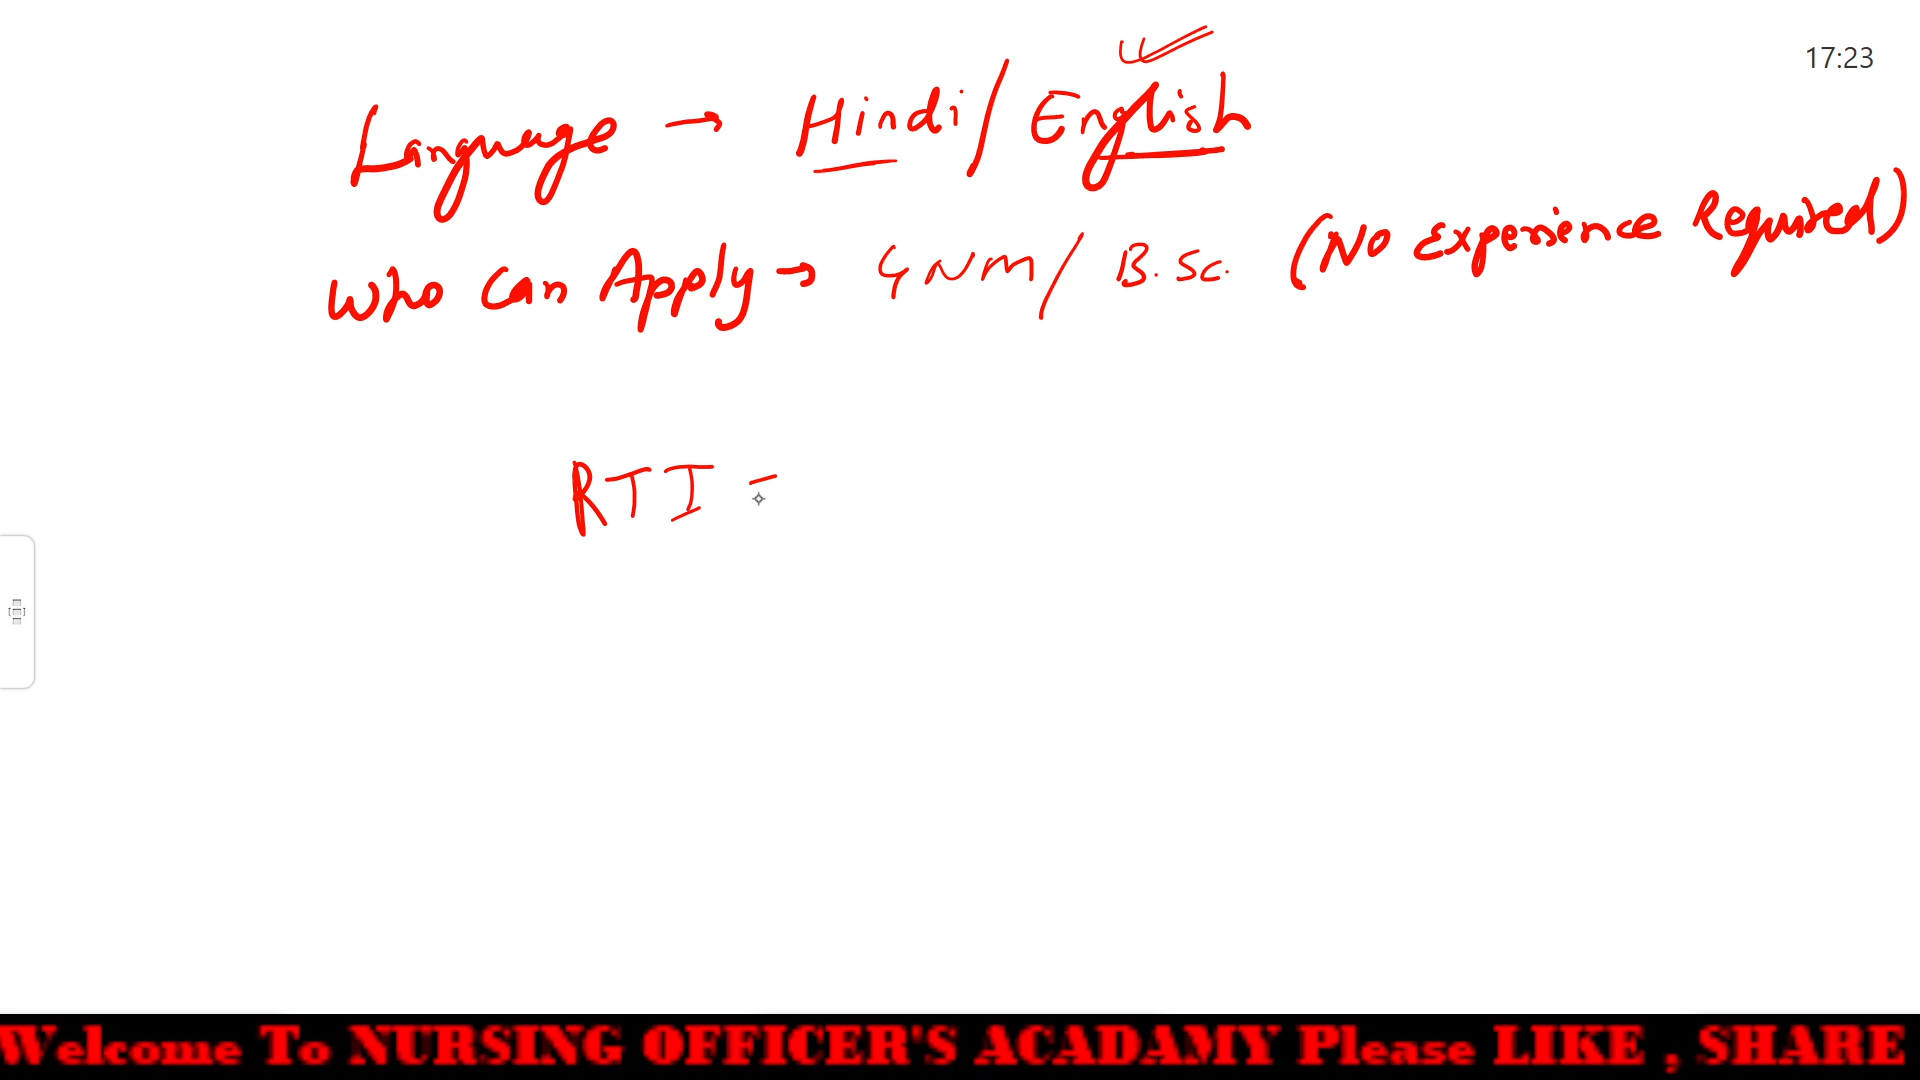 17:23
Language → Hindi/English
Who Can Apply → GNM/ B.Sc. (No Experience Required)
RTI -
Welcome To NURSING OFFICER'S ACADAMY Please LIKE , SHARE